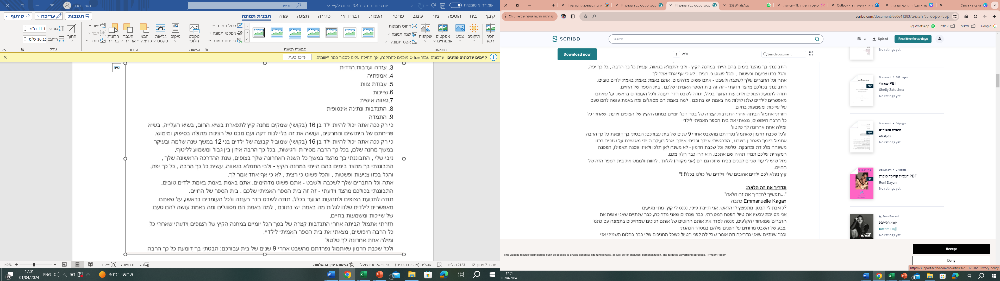 שמירה אוטומטית
יום צוותי הנהגות 3.4- הכנה לקיץ
חפש
מעיין הדר
קובץ בית הוספה ציור עיצוב פריסה הפניות דברי דואר סקירה תצוגה עזרה תבנית תמונה
תגובות עריכה שיתוף
הסר רקע
תיקונים צבע אפקטים אמנותיים שקיפות
דחוס תמונות
שנה תמונה
אפס תמונה
התאמה
סגנונות תמונה
גבול תמונה
אפקטי תמונה
פריסת תמונה
טקסט חלופי
נגישות
מיקום גלישת טקסט הבא קדימה העבר אחורה חלונית בחירה
ישר
קבץ
סובב
סידור
חתוך
גובה: 11.1 ס"מ
רוחב: 16.15 ס"מ
גודל
קיימים עדכונים זמינים עדכונים עבור Office מוכנים להתקנה, אך תחילה עלינו לסגור כמה יישומים. עדכן כעת
3. עזרה וערבות הדדית
4. אמפתיה
5. עבודת צוות
6.שייכות
7.גאווה אישית
8. התנדבות ונתינה אינסופית
9. התמדה
כי רק ככה אתה יכול להיות ילד בן 16 (בקושי) שמקים מחנה קיץ לתפארת בשיא החום, בשיא העלייה, בשיא
פריחתם של היתושים והחרקים, ועושה את זה בלי לנוח דקה ועם מבט של רצינות מהולה בסיפוק ומימוש.
כי רק ככה אתה יכול להיות ילד בן 16 (בקושי) שמוביל קבוצה של ילדים בני 12 במשך שנה שלמה ובעיקר
במשך מחנה שלם, בכל כך הרבה מסירות ורגישות, בכל כך הרבה איזון בין גבול ומשמוע לליטוף.
ניבי שלי , התבוננתי בך מהצד במשך כל השנה האחרונה שלך בצופים, שנת ההדרכה הראשונה שלך ,
התבוננתי בך מהצד בימים בהם הייתי במחנה הקיץ - ולבי התמלא בגאווה. עשית כל כך הרבה , כל כך יפה,
והכל בכזו צניעות ופשטות , והכל פשוט כי רצית , לא כי אף אחד אמר לך.
אתה וכל החברים שלך לשכבה ולשבט - אתם פשוט מדהימים. אתם באמת באמת באמת ילדים טובים.
התבוננתי בכולכם מהצד וידעתי - זה זה בית הספר האמיתי שלכם . בית הספר של החיים.
תודה לתנועת הצופים ולתנועות הנוער בכלל, תודה לשבט הדר רעננה ולכל העומדים בראשו, על שאתם
מאפשרים לילדים שלנו לגלות מה באמת יש בתוכם , למה באמת הם מסוגלים ומה באמת עושה להם טעם
של שייכות ומשמעות בחיים.
חזרתי אתמול הביתה אחרי התנדבות קצרה של בסך הכל יומיים במחנה הקיץ של הצופים וידעתי שאחרי כל
כל הרבה חיפושים, מצאתי את בית הספר האמיתי לילדיי.
ומילה אחת אחרונה לך טלטול
ולכל שכבת חרמון שאתמול נפרדתם מהשבט אחרי 9 שנים של בית עבורכם: הבטתי בך דומעת כל כך הרבה
עמוד 7 מתוך 12 2123 מילים אנגלית (ארצות הברית) חיזויי טקסט: פועל נגישות: עיין בהמלצות מיקוד הגדרות תצוגה 140%
שמשי 30°C ENG 17:01 01/04/2024 19 18
דף בית - Canva
מדדי הצלחה מרכזי הנהגות
דואר - מעיין הדר - Outlook
טופס הרשמה TLI - vance
WhatsApp (35)
קטעי טקסט על הצופים |
קטעי טקסט על הצופים |
אהבה בצופים, מחנה קיץ |
scribd.com/document/660641283/קטעי-טקסט-על-הצופים
יש גרסה חדשה זמינה של Chrome
Google מצגות עבודה WhatsApp (2)
SCRIBD Search EN Upload Read free for 30 days
Download now 1 of 8 Search document
התבוננתי בך מהצד בימים בהם הייתי במחנה הקיץ - ולבי התמלא בגאווה. עשית כל כך הרבה , כל כך יפה,
והכל בכזו צניעות ופשטות , והכל פשוט כי רצית , לא כי אף אחד אמר לך.
אתה וכל החברים שלך לשכבה ולשבט - אתם פשוט מדהימים. אתם באמת באמת באמת ילדים טובים.
התבוננתי בכולכם מהצד וידעתי - זה זה בית הספר האמיתי שלכם . בית הספר של החיים.
תודה לתנועת הצופים ולתנועות הנוער בכלל, תודה לשבט הדר רעננה ולכל העומדים בראשו, על שאתם
מאפשרים לילדים שלנו לגלות מה באמת יש בתוכם , למה באמת הם מסוגלים ומה באמת עושה להם טעם
של שייכות ומשמעות בחיים.
חזרתי אתמול הביתה אחרי התנדבות קצרה של בסך הכל יומיים במחנה הקיץ של הצופים וידעתי שאחרי כל
כל הרבה חיפושים, מצאתי את בית הספר האמיתי לילדיי.
ומילה אחת אחרונה לך טלטול
ולכל שכבת חרמון שאתמול נפרדתם מהשבט אחרי 9 שנים של בית עבורכם: הבטתי בך דומעת כל כך הרבה
אתמול ביומך האחרון בשבט , התרגשתי איתך ובכיתי איתך, אבל בעיקר הייתי מאושרת על שזכית בכזו
משפחה מלכודת ומחבקת. טלטול וכל שכבת חרמון - לא משנה לאן תלכו ולאיזו פסגה תאפילו, הפסגה
המקורית שלכם תמיד תהיה שם אתכם. היא הרי כבר חלק מכם.
מזל שיש לי עוד שניים קטנים בבית שיזכו גם הם (אני מקווה) לגלות , לחוות ולממש את בית הספר הזה של
החיים.
קיץ נפלא לכם ילדים אהובים שלי וילדים של כולנו בכלל!!!"
תדריך את זה הלאה:
"...תמשיך להדריך את זה הלאה"
Emmanuelle Kagan כתבה
?כואבת לי הבטן, מתפוצץ לי הראש, אני חייבת פיפי, נכנס לי קוץ, מתי מגיעים
אני מסיימת עכשיו את טיול הפסח המסורתי, כבר שנתיים שאני מדריכה, כבר שנתיים שאני עושה את
הדברים שמאחורי הקלעים, מנסה לסדר את אותם החוטים של אותם חניכים שמחייכים בתמונה עם כתמי
.צבע של השבט מרוחים על הפנים שלהם במסדר הנהגתי
וכבר שנתיים שאני מדריכה וזה אומר שבלילה לפני הטיול כשכל החניכים שלי כבר בחלום השמיני אני
No ratings yet
Document • 101 pages
שאלון PBI
Shelly Zatuchna
No ratings yet
Document • 20 pages
חוברת סיפורים
efratjos
No ratings yet
Document • 27 pages
תמנזין עריכה סופית PDF
Roni Dayan
No ratings yet
& From Everand
קמה והולכת
Rotem Hajj
No ratings yet
This website utilizes technologies such as cookies to enable essential site functionality, as well as for analytics, personalization, and targeted advertising purposes. Privacy Policy
Accept
Deny
https://support.scribd.com/hc/articles/210129366-Privacy-policy
17:01
01/04/2024